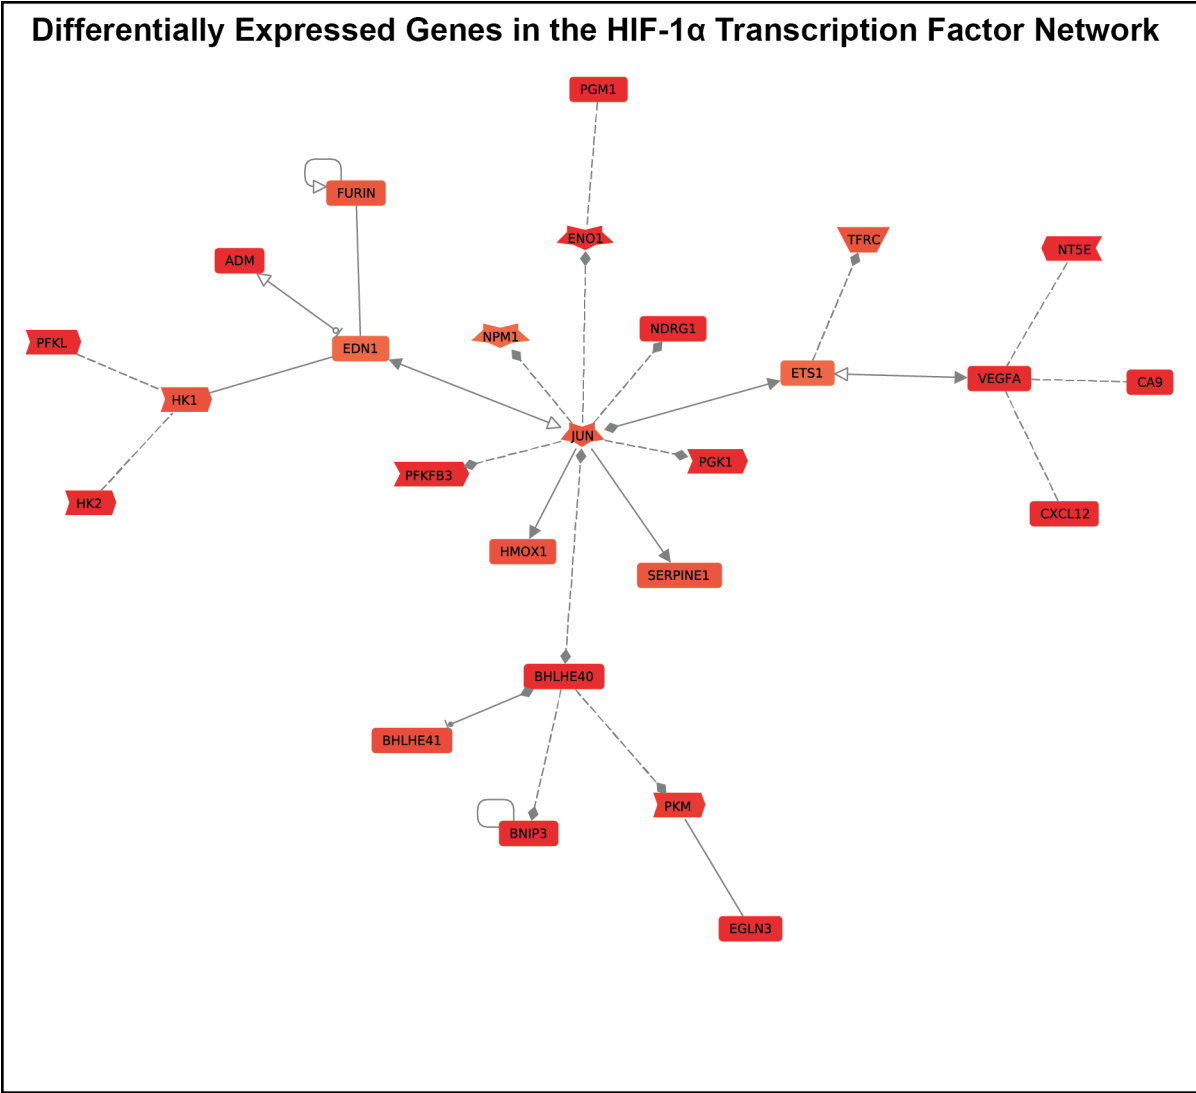 Differentially Expressed Genes in the HIF-1α Transcription Factor Network
PGM1
FURIN
ENO1
TFRC
NT5E
ADM
NDRG1
NPM1
PFKL
EDN1
ETS1
VEGFA
CA9
HK1
JUN
PGK1
PFKFB3
HK2
CXCL12
HMOX1
SERPINE1
BHLHE40
BHLHE41
PKM
BNIP3
EGLN3